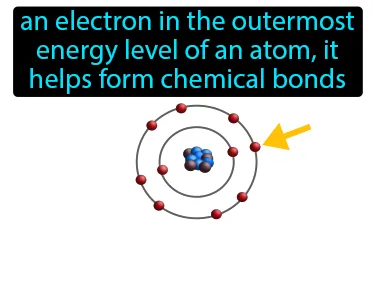 an electron in the outermost
energy level of an atom, it
helps form chemical bonds